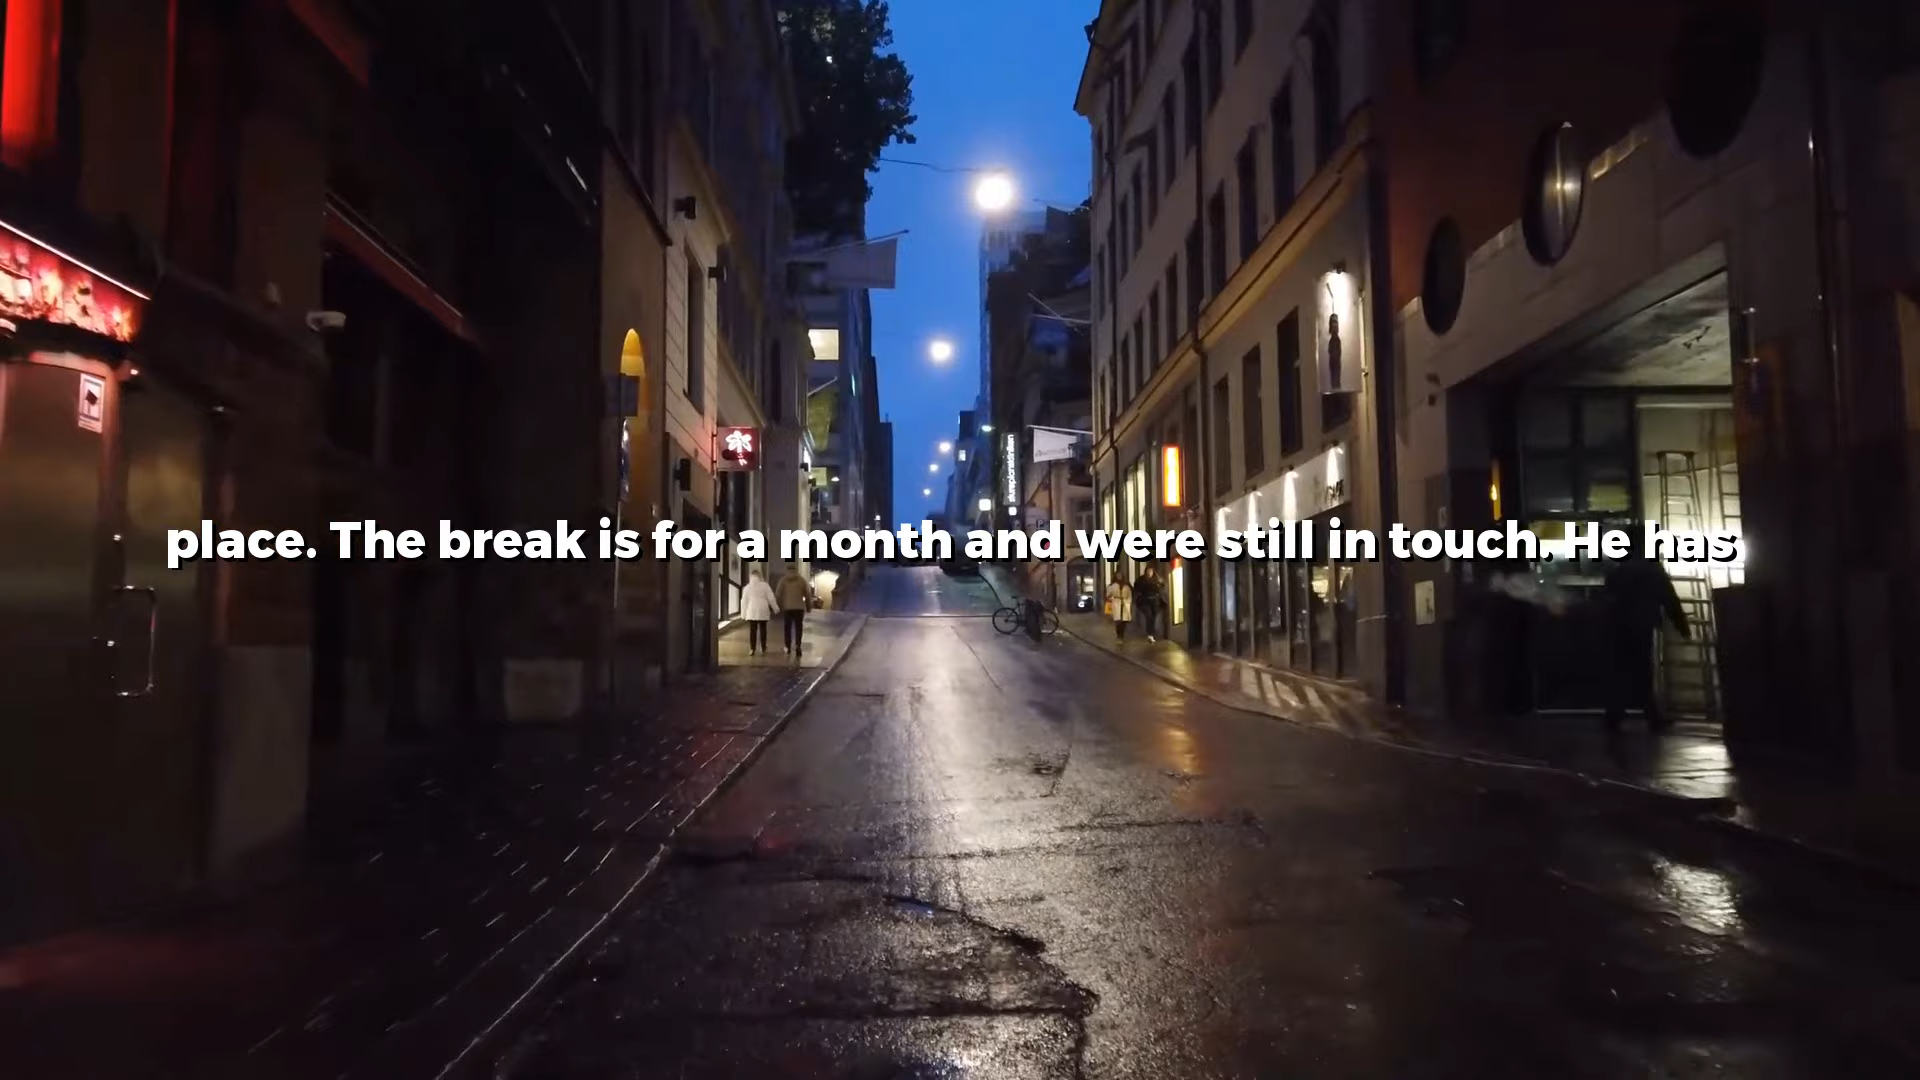 place. The break is for a month and were still in touch. He has